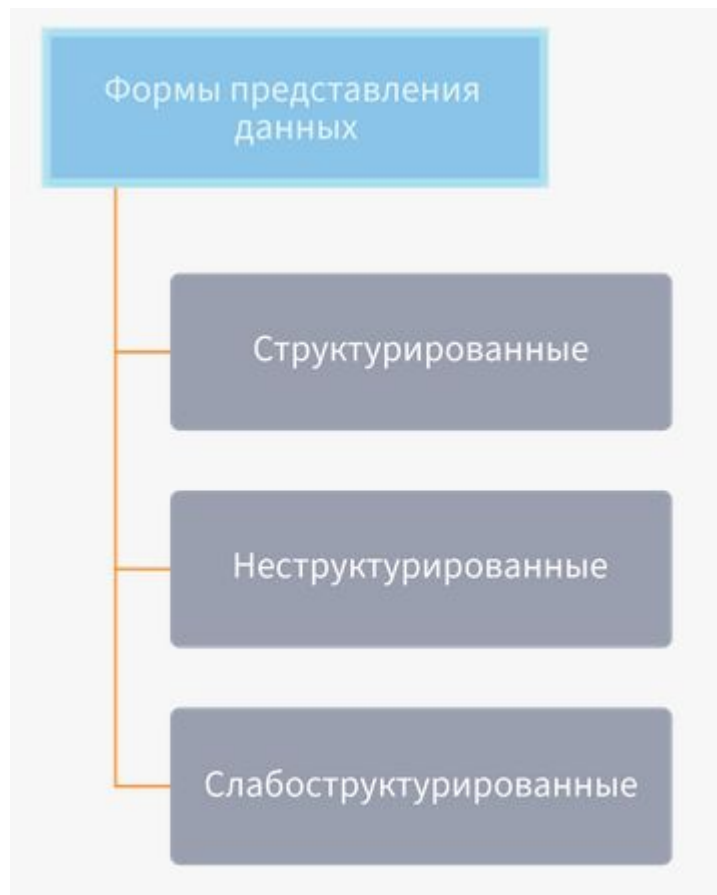 Формы представления
данных
Структурированные
Неструктурированные
Слабоструктурированные